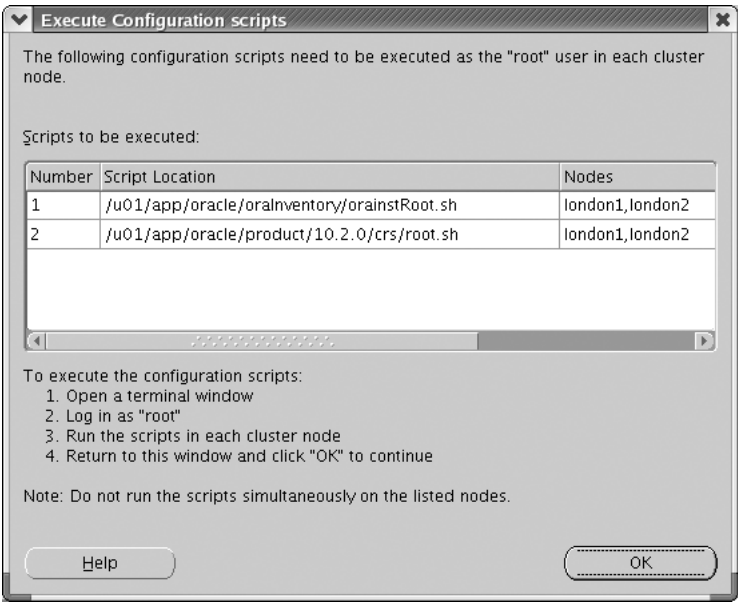 Execute Configuration scripts
The following configuration scripts need to be executed as the "root" user in each cluster
node.
Scripts to be executed:
Number Script Location Nodes
1 /u01/app/oracle/oraInventory/orainstRoot.sh london1,london2
2 /u01/app/oracle/product/10.2.0/crs/root.sh london1,london2
To execute the configuration scripts:
1. Open a terminal window
2. Log in as "root"
3. Run the scripts in each cluster node
4. Return to this window and click "OK" to continue
Note: Do not run the scripts simultaneously on the listed nodes.
Help OK